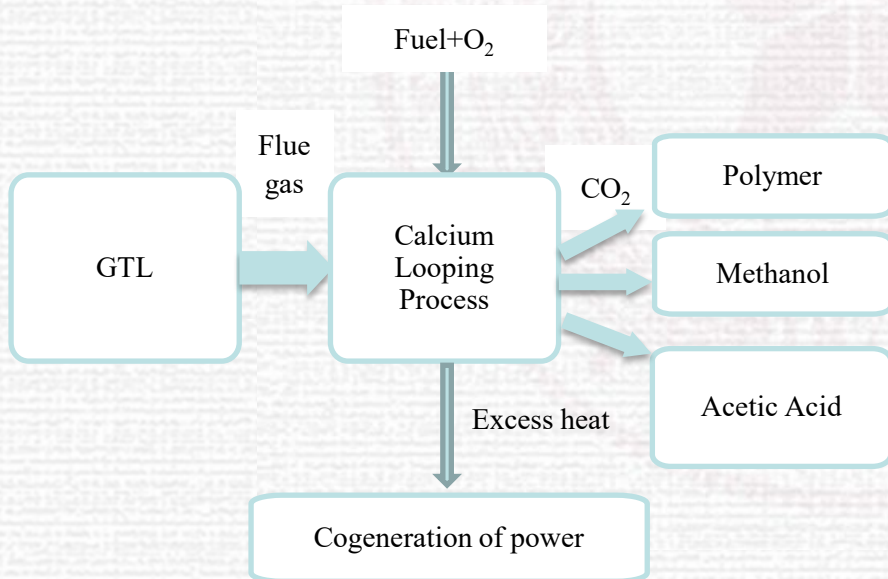 Fuel+O₂
Flue
gas
CO₂
Polymer
GTL
Calcium
Looping
Process
Methanol
Acetic Acid
Excess heat
Cogeneration of power